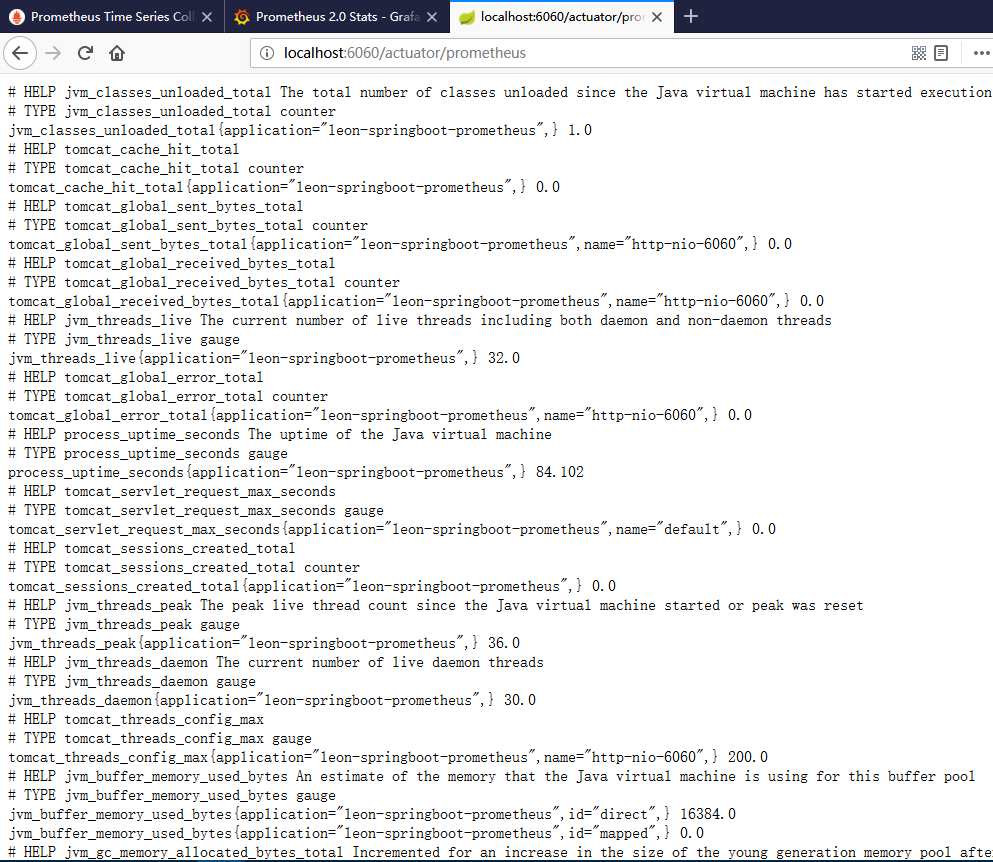 Prometheus Time Series Coll
Prometheus 2.0 Stats - Grafa
localhost:6060/actuator/pro
localhost:6060/actuator/prometheus
# HELP jvm_classes_unloaded_total The total number of classes unloaded since the Java virtual machine has started execution
# TYPE jvm_classes_unloaded_total counter
jvm_classes_unloaded_total{application="leon-springboot-prometheus",} 1.0
# HELP tomcat_cache_hit_total
# TYPE tomcat_cache_hit_total counter
tomcat_cache_hit_total{application="leon-springboot-prometheus",} 0.0
# HELP tomcat_global_sent_bytes_total
# TYPE tomcat_global_sent_bytes_total counter
tomcat_global_sent_bytes_total{application="leon-springboot-prometheus",name="http-nio-6060",} 0.0
# HELP tomcat_global_received_bytes_total
# TYPE tomcat_global_received_bytes_total counter
tomcat_global_received_bytes_total{application="leon-springboot-prometheus",name="http-nio-6060",} 0.0
# HELP jvm_threads_live The current number of live threads including both daemon and non-daemon threads
# TYPE jvm_threads_live gauge
jvm_threads_live{application="leon-springboot-prometheus",} 32.0
# HELP tomcat_global_error_total
# TYPE tomcat_global_error_total counter
tomcat_global_error_total{application="leon-springboot-prometheus",name="http-nio-6060",} 0.0
# HELP process_uptime_seconds The uptime of the Java virtual machine
# TYPE process_uptime_seconds gauge
process_uptime_seconds{application="leon-springboot-prometheus",} 84.102
# HELP tomcat_servlet_request_max_seconds
# TYPE tomcat_servlet_request_max_seconds gauge
tomcat_servlet_request_max_seconds{application="leon-springboot-prometheus",name="default",} 0.0
# HELP tomcat_sessions_created_total
# TYPE tomcat_sessions_created_total counter
tomcat_sessions_created_total{application="leon-springboot-prometheus",} 0.0
# HELP jvm_threads_peak The peak live thread count since the Java virtual machine started or peak was reset
# TYPE jvm_threads_peak gauge
jvm_threads_peak{application="leon-springboot-prometheus",} 36.0
# HELP jvm_threads_daemon The current number of live daemon threads
# TYPE jvm_threads_daemon gauge
jvm_threads_daemon{application="leon-springboot-prometheus",} 30.0
# HELP tomcat_threads_config_max
# TYPE tomcat_threads_config_max gauge
tomcat_threads_config_max{application="leon-springboot-prometheus",name="http-nio-6060",} 200.0
# HELP jvm_buffer_memory_used_bytes An estimate of the memory that the Java virtual machine is using for this buffer pool
# TYPE jvm_buffer_memory_used_bytes gauge
jvm_buffer_memory_used_bytes{application="leon-springboot-prometheus",id="direct",} 16384.0
jvm_buffer_memory_used_bytes{application="leon-springboot-prometheus",id="mapped",} 0.0
# HELP jvm_gc_memory_allocated_bytes_total Incremented for an increase in the size of the young generation memory pool afte